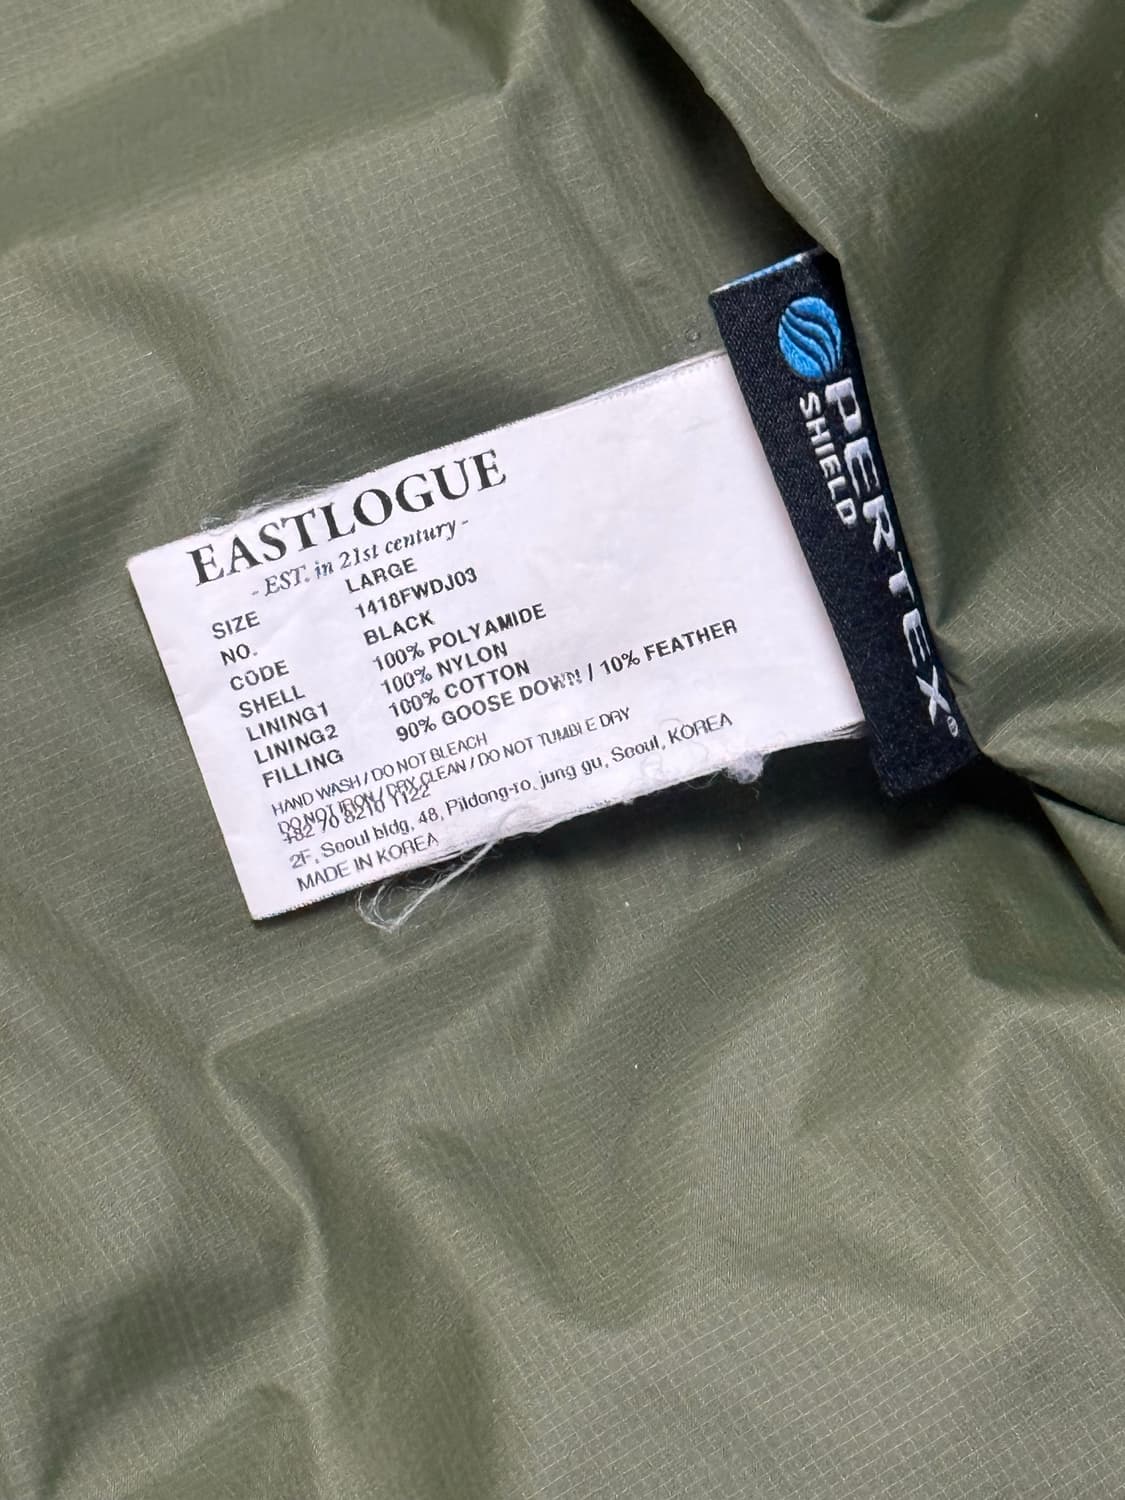 EASTLOGUE
- EST. in 21st century -
SIZE LARGE
NO. 1418FWDJ03
CODE BLACK
SHELL 100% POLYAMIDE
LINING1 100% NYLON
LINING2 100% COTTON
FILLING 90% GOOSE DOWN / 10% FEATHER
HAND WASH / DO NOT BLEACH
DO NOT IRON / DRY CLEAN / DO NOT TUMBLE DRY
+82 70 8210 1122
2F, Seoul bldg, 48, Pildong-ro, jung gu, Seoul, KOREA
MADE IN KOREA
PERTEX®
SHIELD